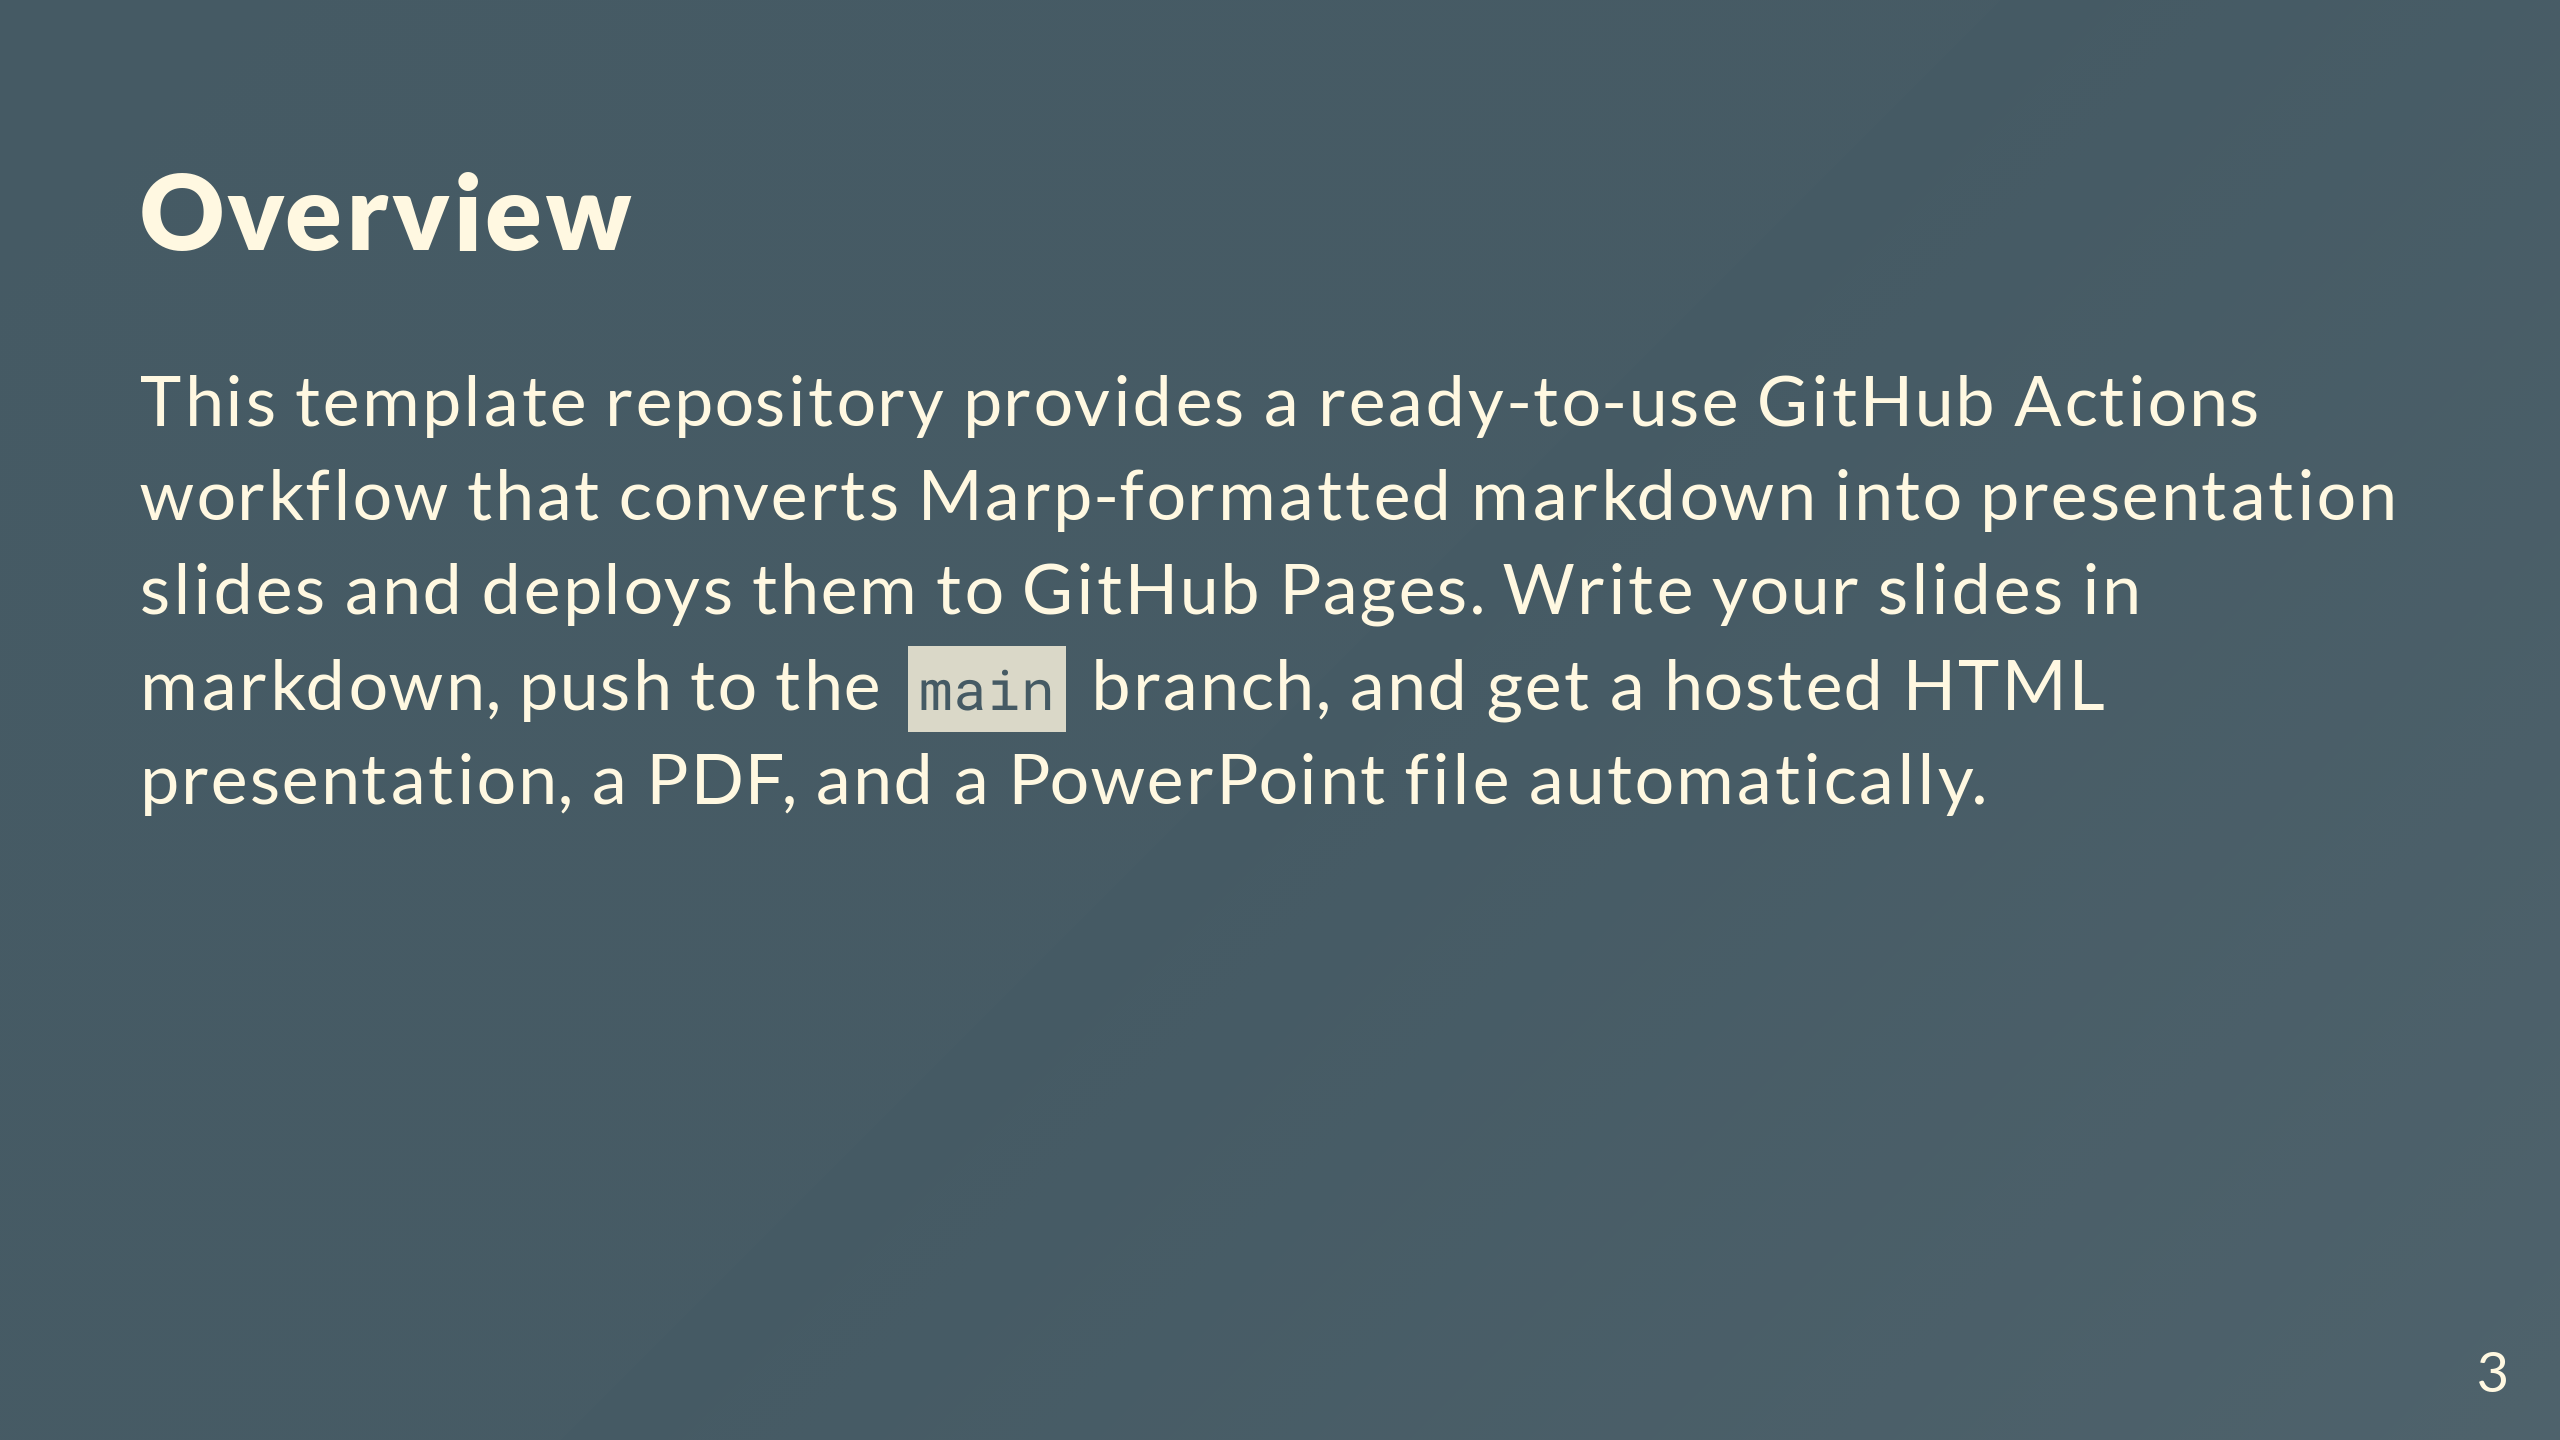 Overview
This template repository provides a ready-to-use GitHub Actions
workflow that converts Marp-formatted markdown into presentation
slides and deploys them to GitHub Pages. Write your slides in
markdown, push to the main branch, and get a hosted HTML
presentation, a PDF, and a PowerPoint file automatically.
3